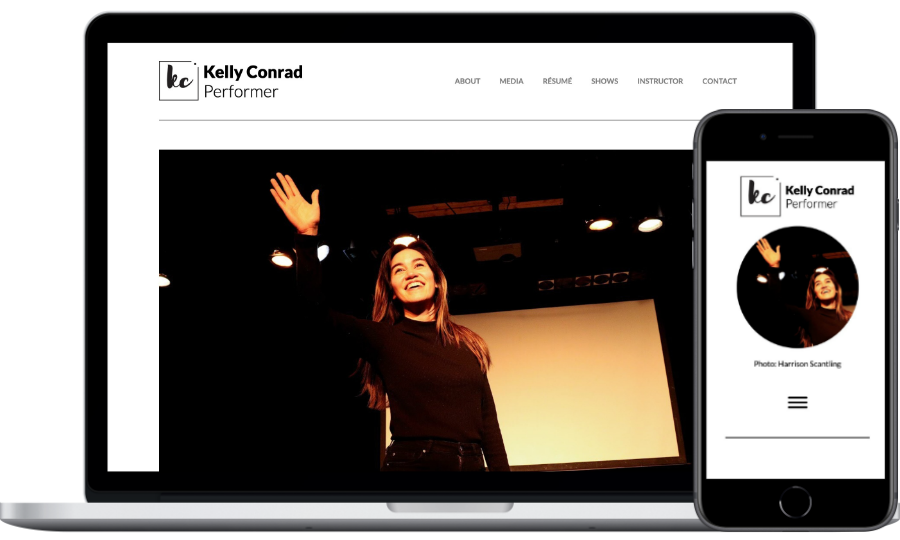 kc
Kelly Conrad
Performer
ABOUT MEDIA RÉSUMÉ SHOWS INSTRUCTOR CONTACT
kc
Kelly Conrad
Performer
Photo: Harrison Scantling